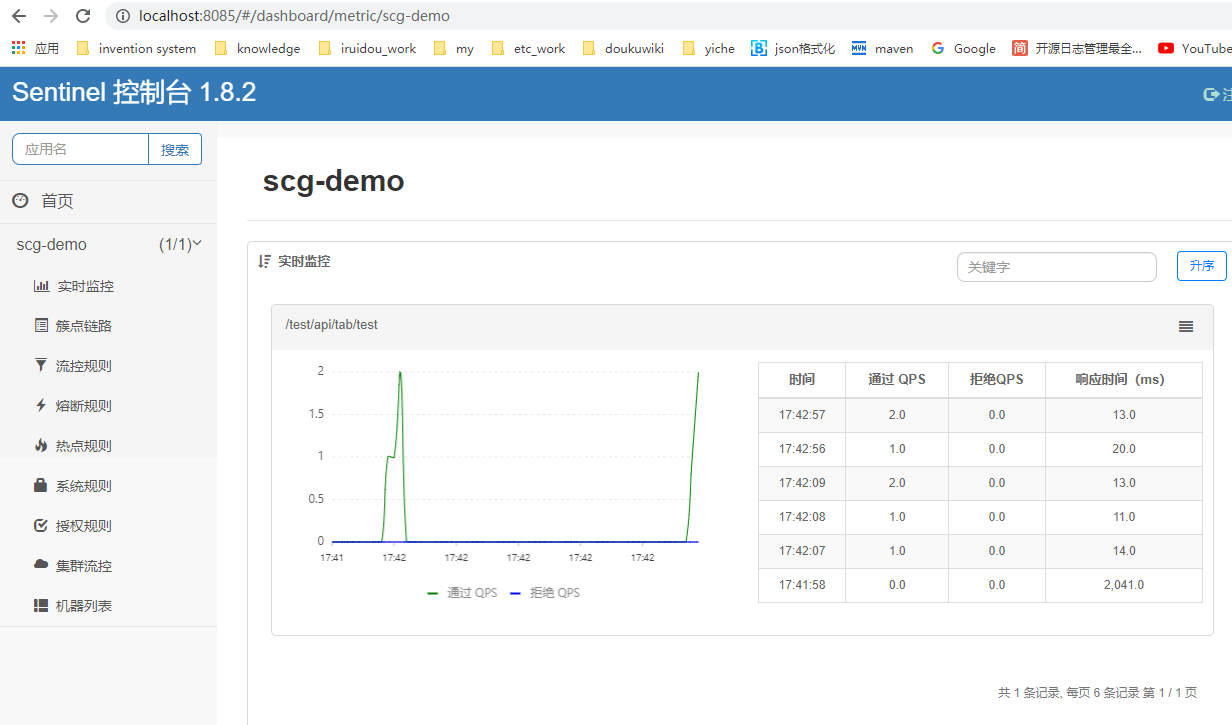 localhost:8085/#/dashboard/metric/scg-demo
应用 invention system knowledge iruidou_work my etc_work doukuwiki yiche json格式化 maven Google 开源日志管理最全... YouTube
Sentinel 控制台 1.8.2
应用名 搜索
首页
scg-demo (1/1)
实时监控
簇点链路
流控规则
熔断规则
热点规则
系统规则
授权规则
集群流控
机器列表
scg-demo
实时监控 关键字 升序
/test/api/tab/test
2
1.5
1
0.5
0
17:41 17:42 17:42 17:42 17:42 17:42
通过 QPS 拒绝 QPS
时间 通过 QPS 拒绝QPS 响应时间（ms）
17:42:57 2.0 0.0 13.0
17:42:56 1.0 0.0 20.0
17:42:09 2.0 0.0 13.0
17:42:08 1.0 0.0 11.0
17:42:07 1.0 0.0 14.0
17:41:58 0.0 0.0 2,041.0
共 1 条记录, 每页 6 条记录 第 1 / 1 页